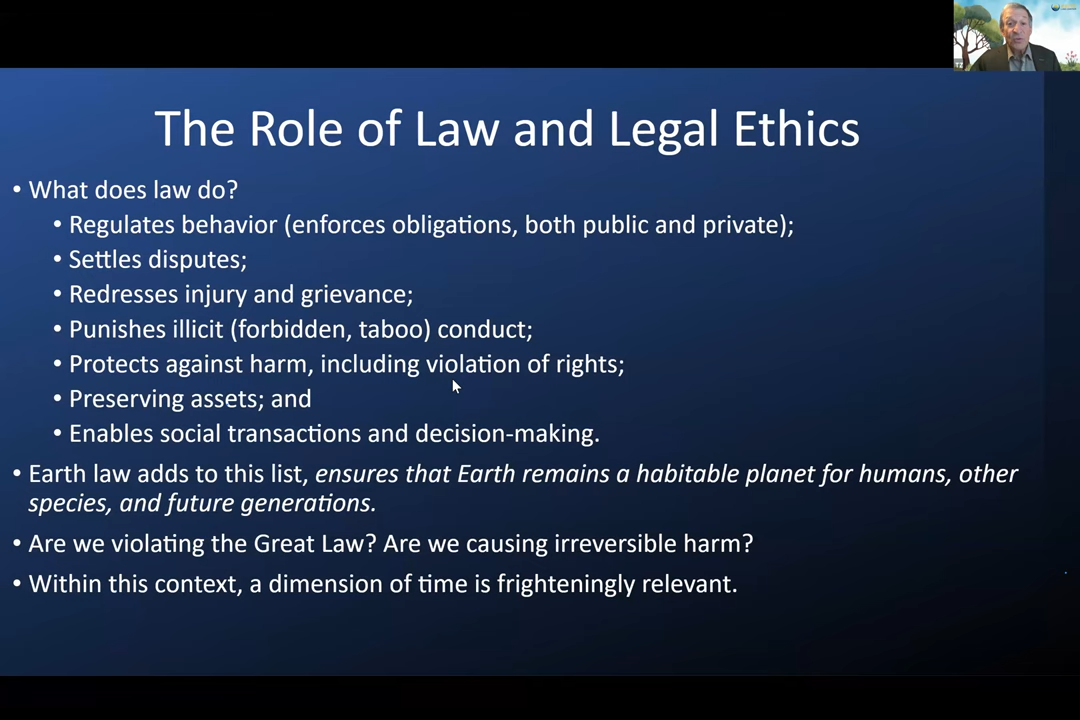 The Role of Law and Legal Ethics
• What does law do?
• Regulates behavior (enforces obligations, both public and private);
• Settles disputes;
• Redresses injury and grievance;
• Punishes illicit (forbidden, taboo) conduct;
• Protects against harm, including violation of rights;
• Preserving assets; and
• Enables social transactions and decision-making.
• Earth law adds to this list, ensures that Earth remains a habitable planet for humans, other
species, and future generations.
• Are we violating the Great Law? Are we causing irreversible harm?
• Within this context, a dimension of time is frighteningly relevant.